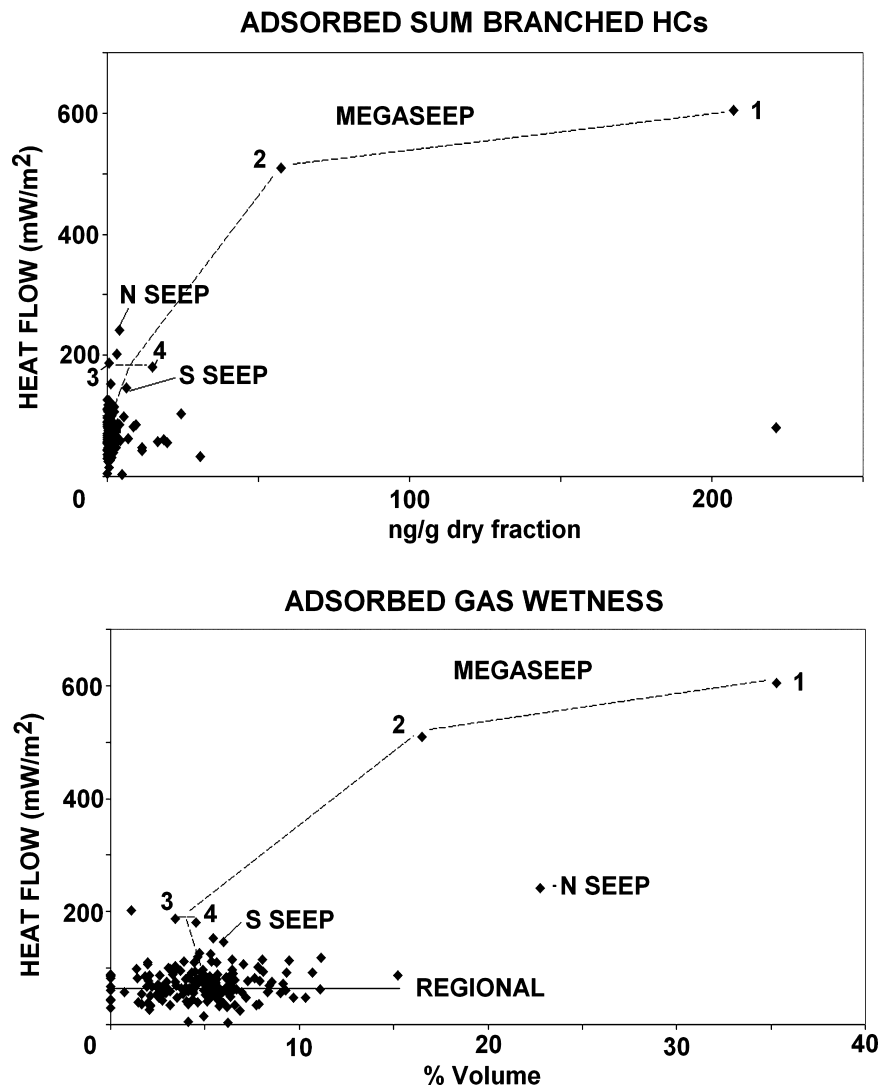 ADSORBED SUM BRANCHED HCs
HEAT FLOW (mW/m2)
600
400
200
0
100
200
MEGASEEP
1
2
N SEEP
3
4
S SEEP
ng/g dry fraction
ADSORBED GAS WETNESS
HEAT FLOW (mW/m2)
600
400
200
0
10
20
30
40
MEGASEEP
1
2
N SEEP
3
4
S SEEP
REGIONAL
% Volume